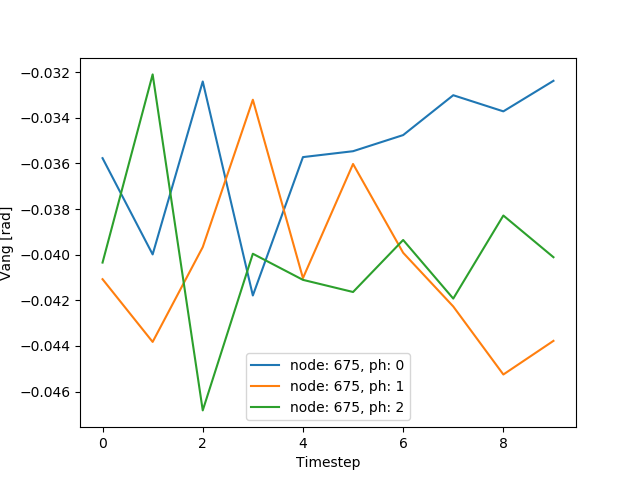 −0.032
−0.034
−0.036
−0.038
−0.040
−0.042
−0.044
−0.046
Vang [rad]
node: 675, ph: 0
node: 675, ph: 1
node: 675, ph: 2
0 2 4 6 8
Timestep